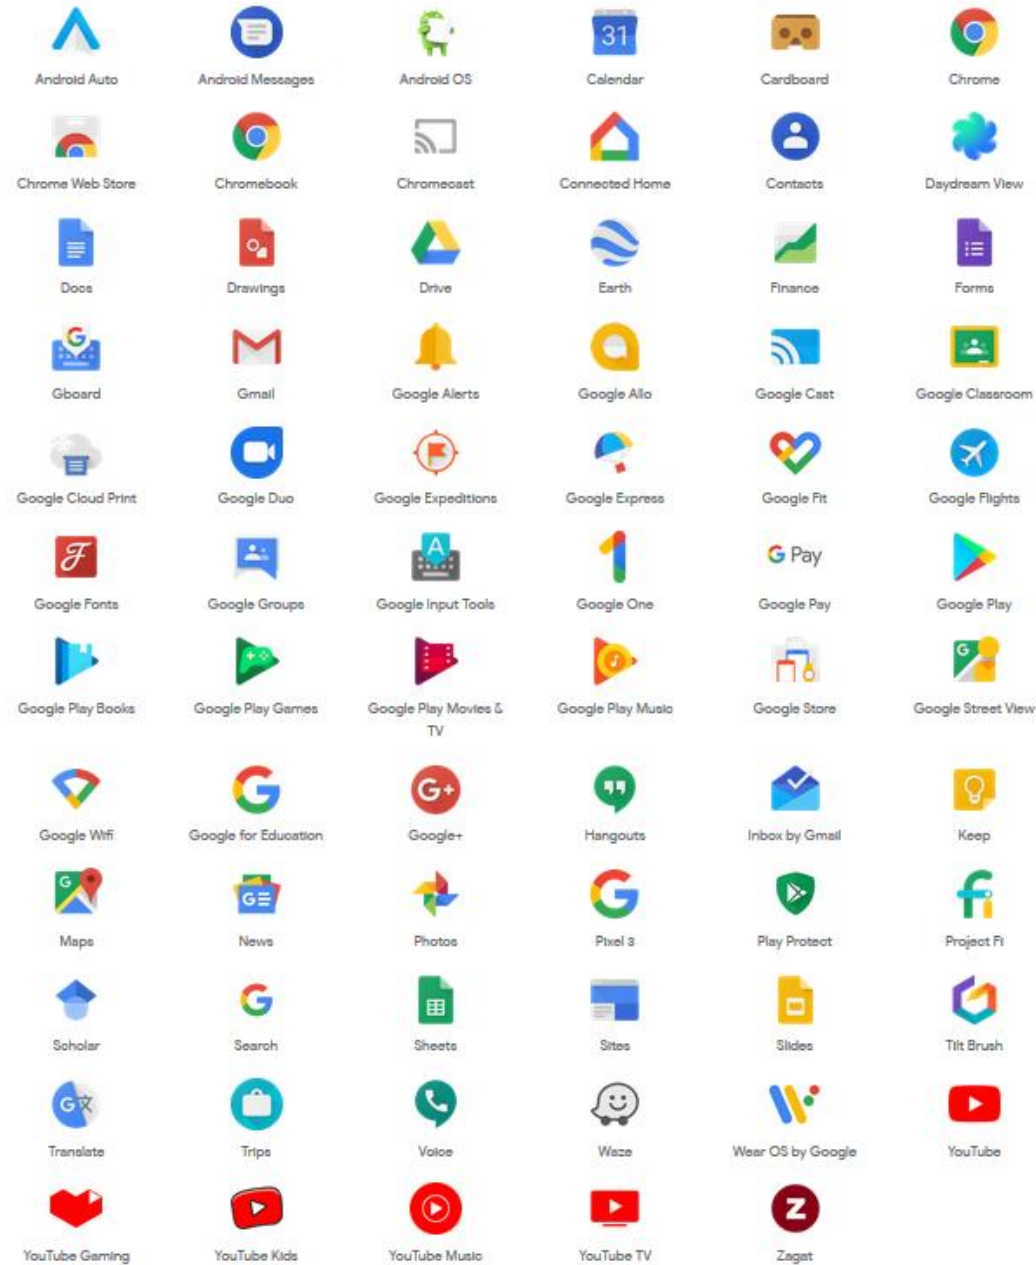 31
Android Auto Android Messages Android OS Calendar Cardboard Chrome
Chrome Web Store Chromebook Chromecast Connected Home Contacts Daydream View
Docs Drawings Drive Earth Finance Forms
G
Gboard Gmail Google Alerts Google Allo Google Cast Google Classroom
Google Cloud Print Google Duo Google Expeditions Google Express Google Fit Google Flights
F A 1 G Pay
Google Fonts Google Groups Google Input Tools Google One Google Pay Google Play
G
Google Play Books Google Play Games Google Play Movies & Google Play Music Google Store Google Street View
TV
G G+
Google Wifi Google for Education Google+ Hangouts Inbox by Gmail Keep
G G G fi
Maps News Photos Pixel 3 Play Protect Project Fi
G
Scholar Search Sheets Sites Slides Tilt Brush
G文
Translate Trips Voice Waze Wear OS by Google YouTube
Z
YouTube Gaming YouTube Kids YouTube Music YouTube TV Zagat